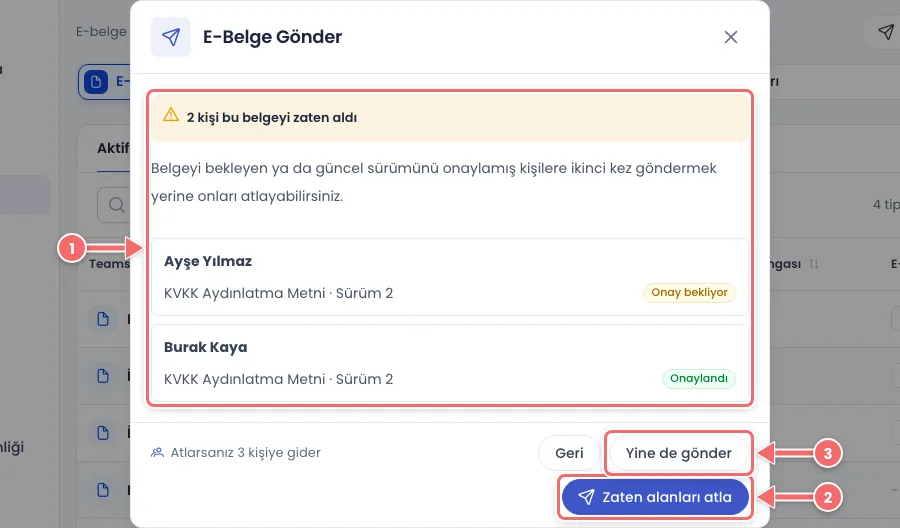 E-belge
E-Belge Gönder
E-
2 kişi bu belgeyi zaten aldı
Aktif
Belgeyi bekleyen ya da güncel sürümünü onaylamış kişilere ikinci kez göndermek
yerine onları atlayabilirsiniz.
4 tip
1
Teams
Ayşe Yılmaz
KVKK Aydınlatma Metni · Sürüm 2
Onay bekliyor
Burak Kaya
KVKK Aydınlatma Metni · Sürüm 2
Onaylandı
Atlarsanız 3 kişiye gider
Geri
Yine de gönder
3
Zaten alanları atla
2